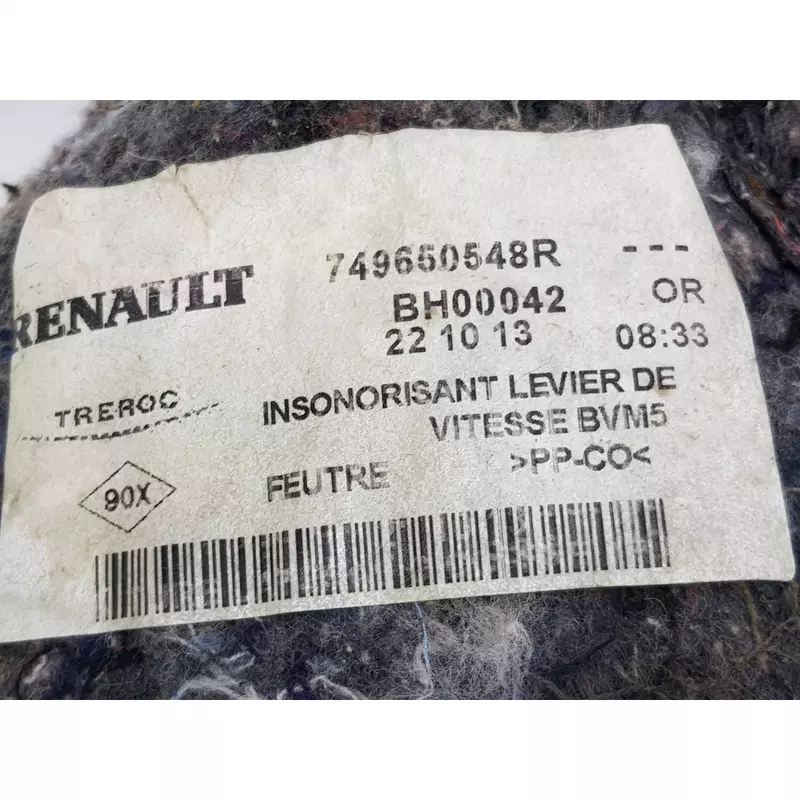 RENAULT
749650548R ---
BH00042 OR
22 10 13 08:33
TREROC
INSONORISANT LEVIER DE
VITESSE BVM5
90X
FEUTRE >PP-CO<